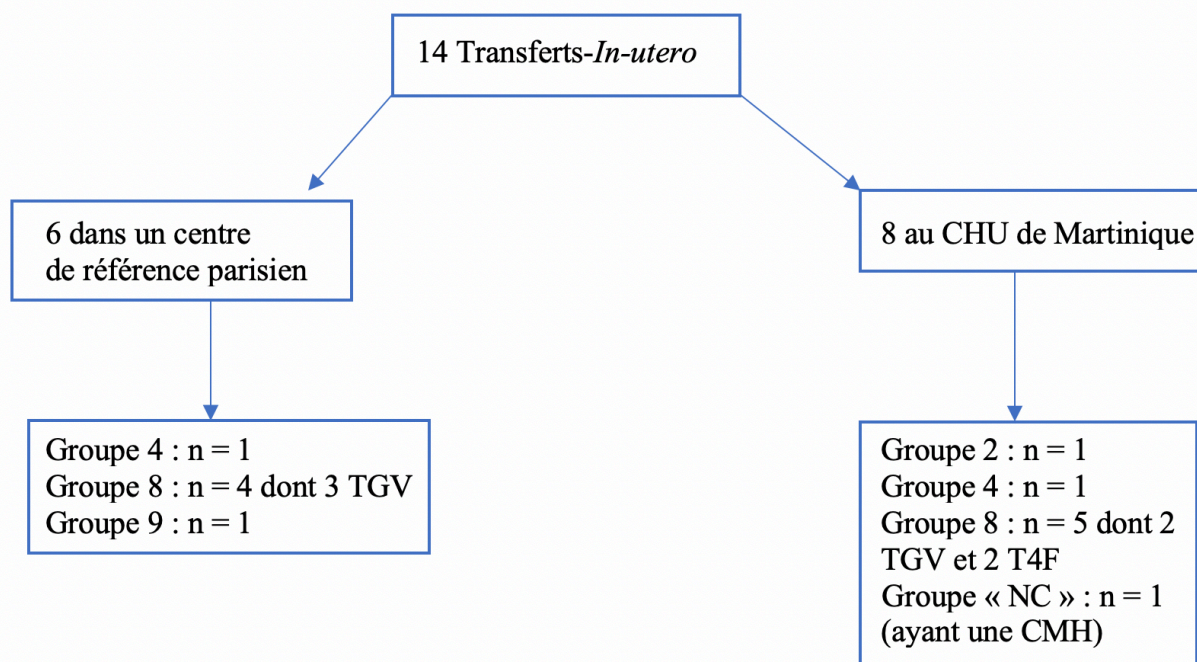 14 Transferts-In-utero
6 dans un centre
de référence parisien
8 au CHU de Martinique
Groupe 4 : n = 1
Groupe 8 : n = 4 dont 3 TGV
Groupe 9 : n = 1
Groupe 2 : n = 1
Groupe 4 : n = 1
Groupe 8 : n = 5 dont 2
TGV et 2 T4F
Groupe « NC » : n = 1
(ayant une CMH)